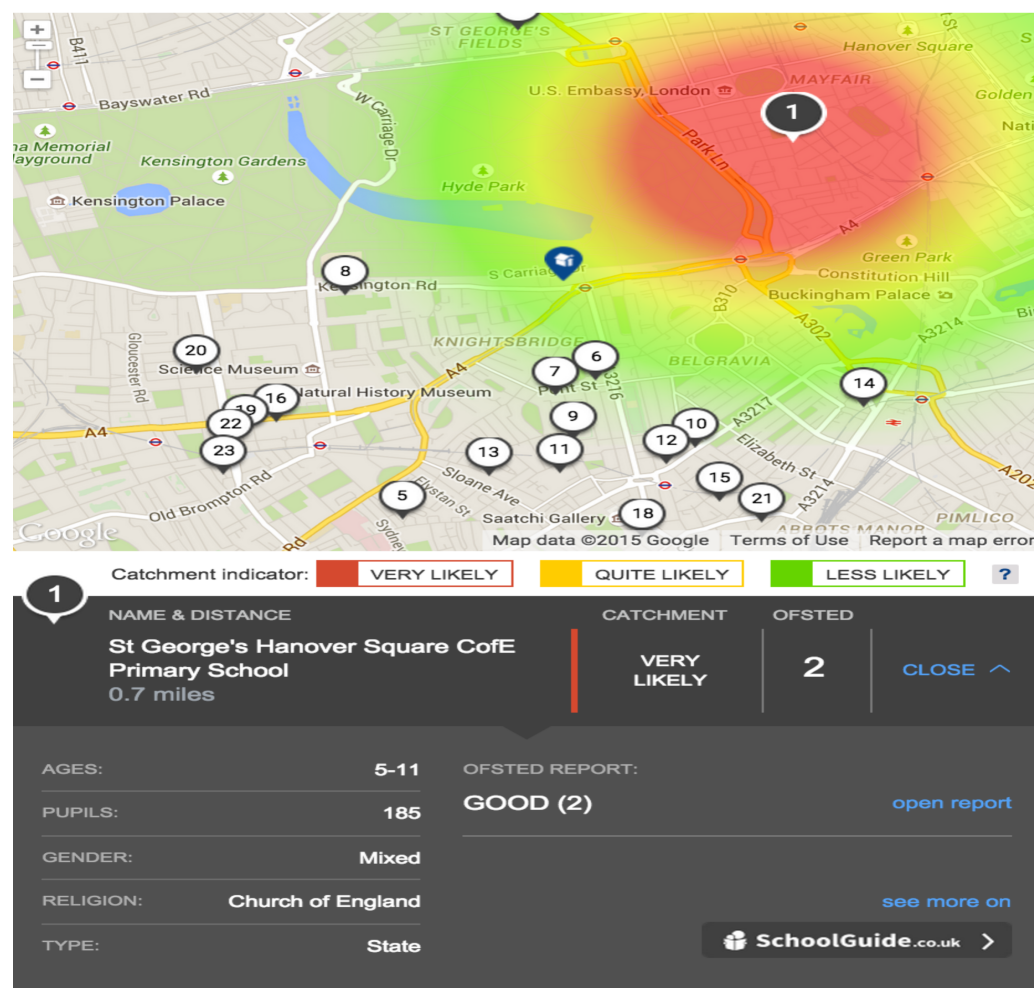 ST GEORGE'S
FIELDS
Hanover Square
B411
MAYFAIR
U.S. Embassy, London
Bayswater Rd
Golden
1
W Carriage Dr
Nati
Memorial
Kensington Gardens
Park Ln
Hyde Park
Kensington Palace
A4
8
Green Park
S Carriage Dr
Constitution Hill
Kensington Rd
B310
Buckingham Palace
A302
A3214
Gloucester Rd
KNIGHTSBRIDGE
20
6
BELGRAVIA
Science Museum
A4
7
14
Natural History Museum
16
3216
19
9
A3217
22
10
A4
12
Elizabeth St
23
13
11
15
Sloane Ave
A202
Old Brompton Rd
5
Elystan St
A3214
21
Saatchi Gallery
18
PIMLICO
Sydney
ABBOTS MANOR
Google
Rd
Map data ©2015 Google
Terms of Use
Report a map error
Catchment indicator:
VERY LIKELY
QUITE LIKELY
LESS LIKELY
?
1
NAME & DISTANCE
CATCHMENT
OFSTED
St George's Hanover Square CofE
Primary School
0.7 miles
VERY
LIKELY
2
CLOSE
AGES:
5-11
PUPILS:
185
GENDER:
Mixed
RELIGION:
Church of England
TYPE:
State
OFSTED REPORT:
GOOD (2)
open report
see more on
SchoolGuide.co.uk